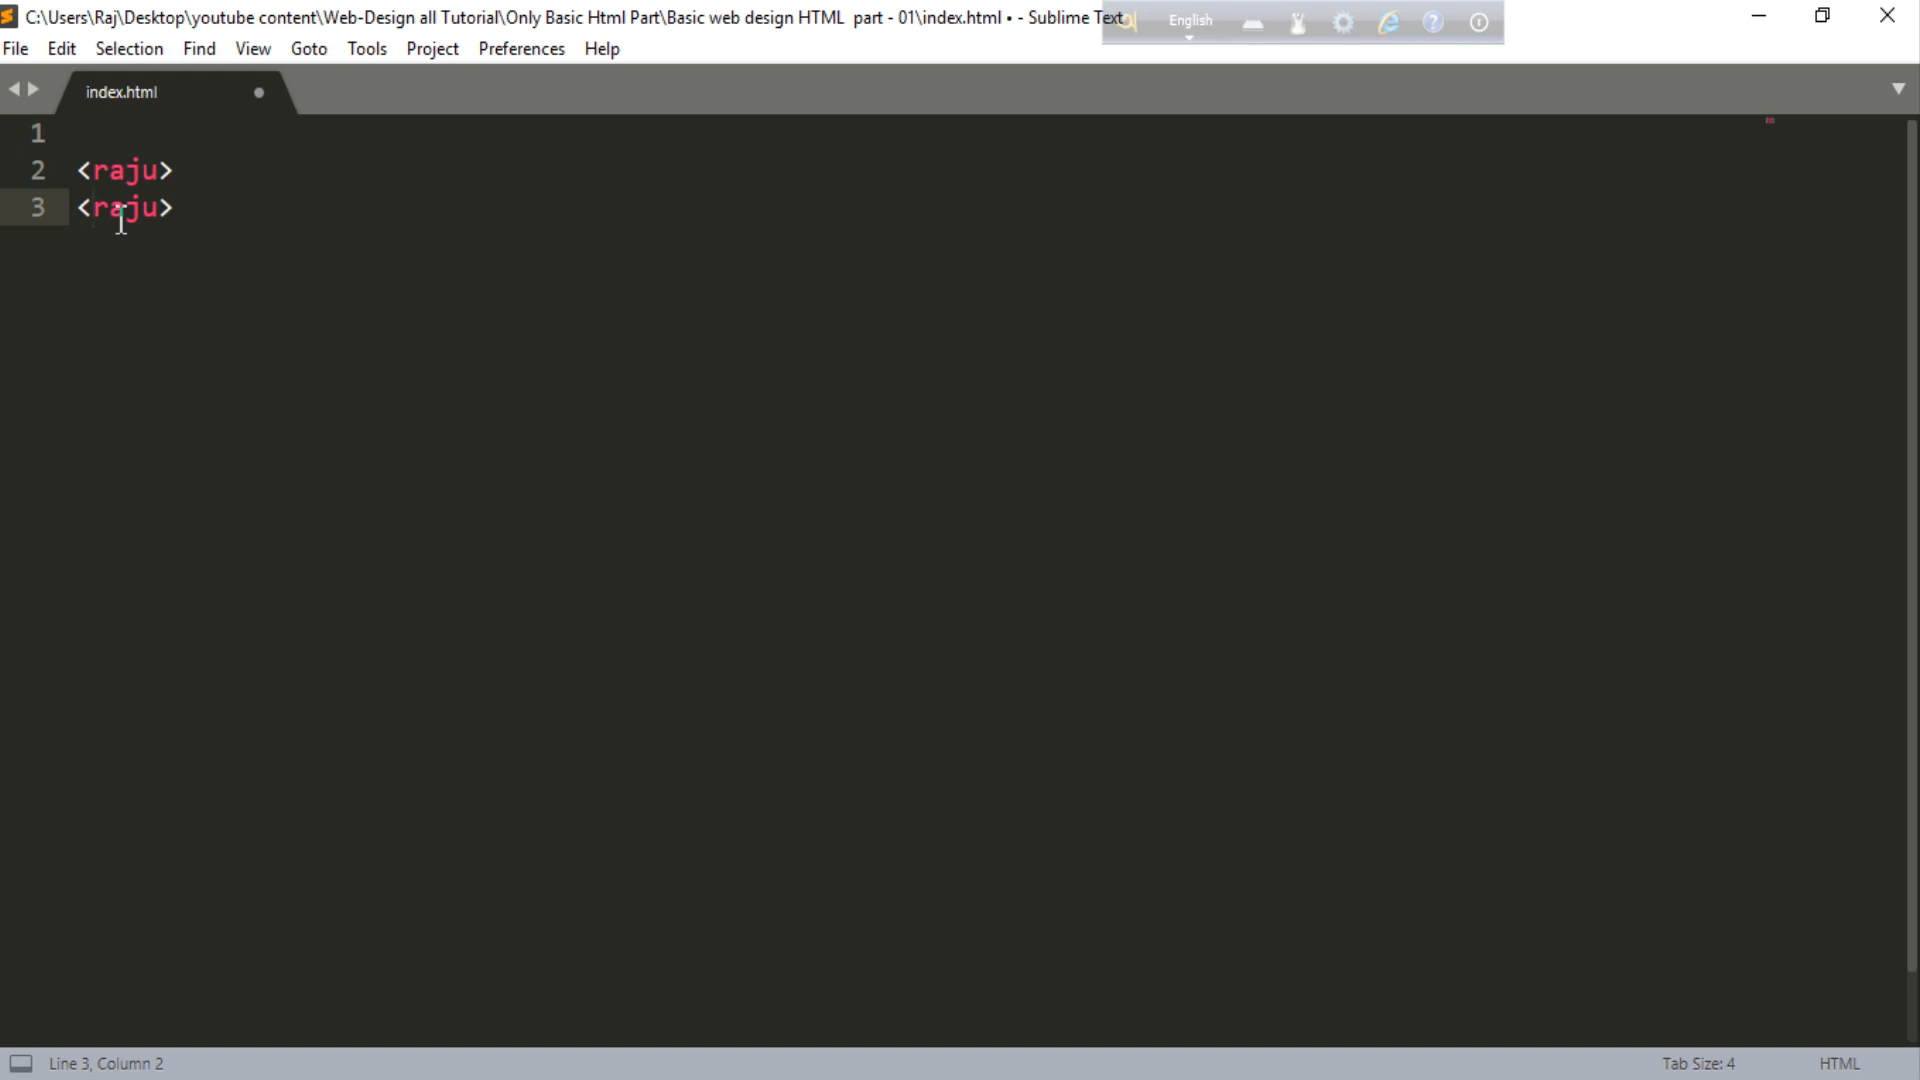 C:\Users\Raj\Desktop\youtube content\Web-Design all Tutorial\Only Basic Html Part\Basic web design HTML  part - 01\index.html • - Sublime Text
English
File Edit Selection Find View Goto Tools Project Preferences Help
index.html
1
2 <raju>
3 <raju>
Line 3, Column 2
Tab Size: 4
HTML